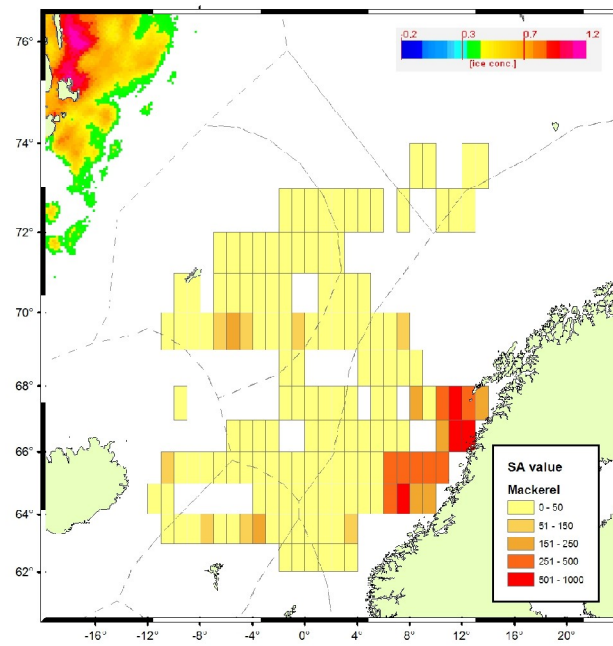 0.2 0.3 0.7 1.2
[ice conc.]
76°
74°
72°
70°
68°
66°
64°
62°
SA value
Mackerel
0 - 50
51 - 150
151 - 250
251 - 500
501 - 1000
-16° -12° -8° -4° 0° 4° 8° 12° 16° 20°